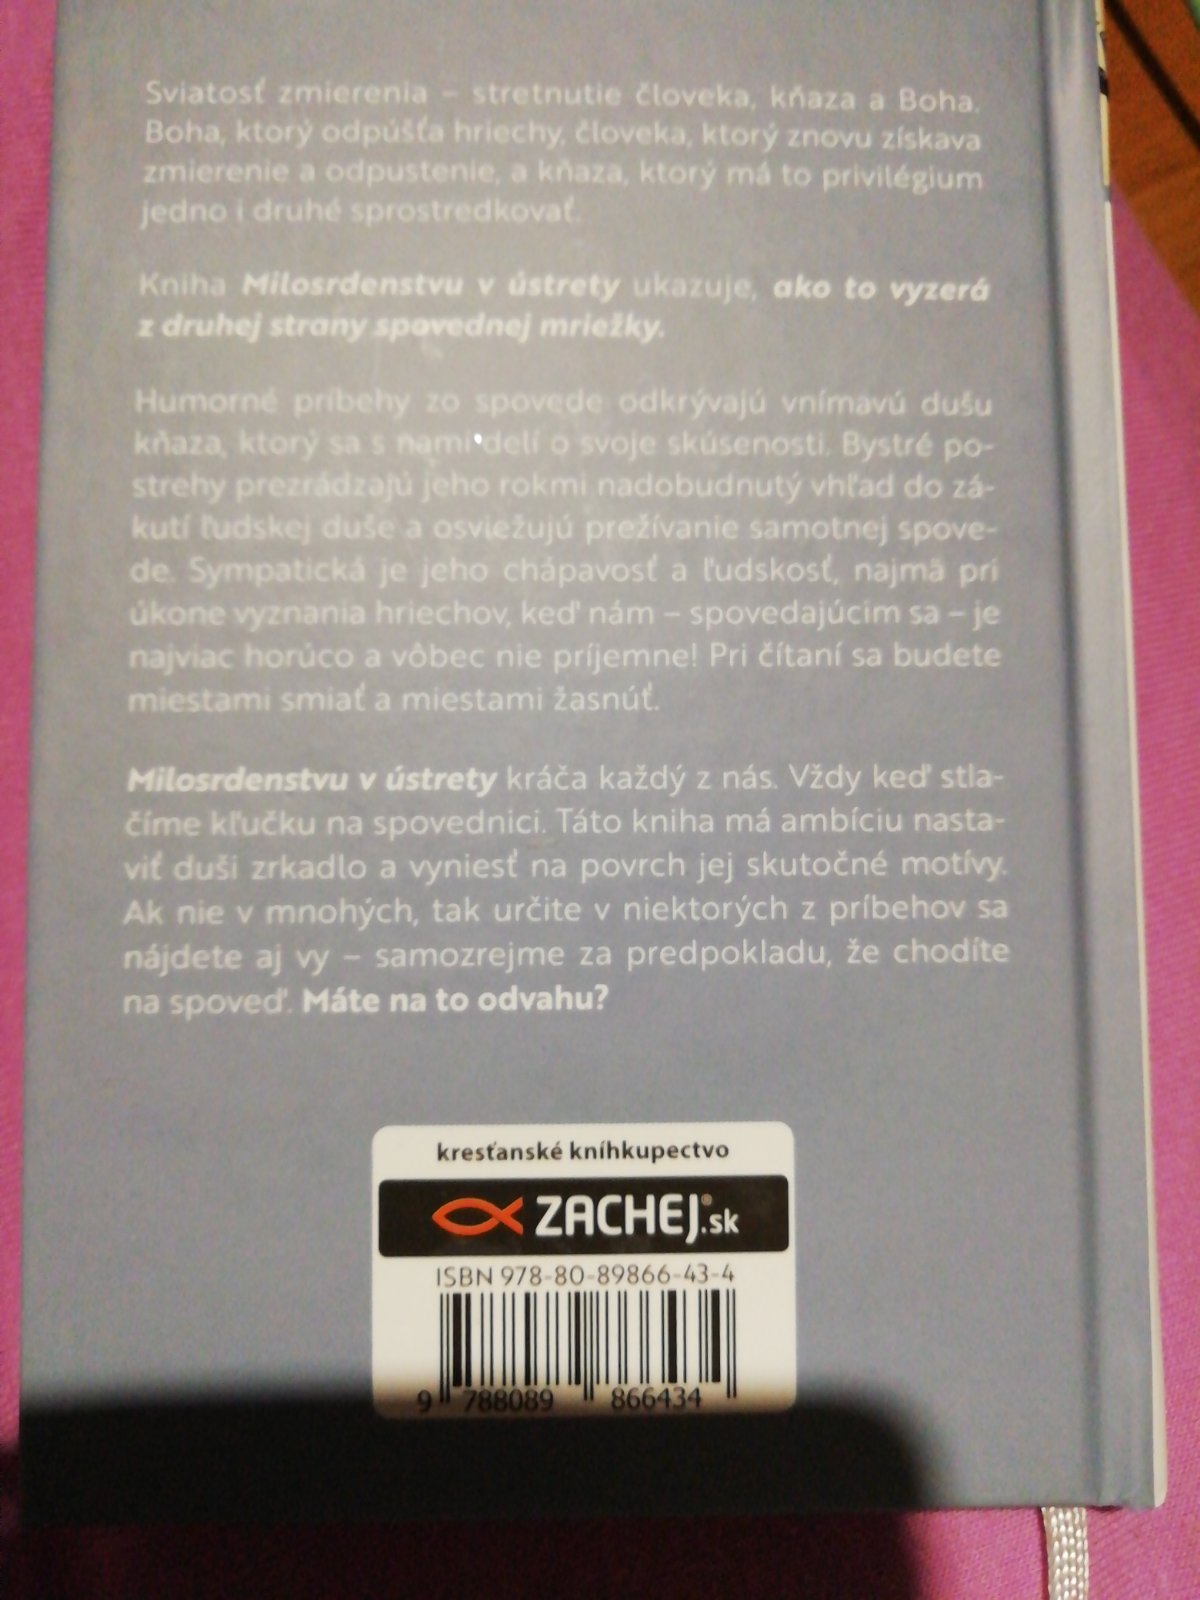 Sviatosť zmierenia – stretnutie človeka, kňaza a Boha.
Boha, ktorý odpúšťa hriechy, človeka, ktorý znovu získava
zmierenie a odpustenie, a kňaza, ktorý má to privilégium
jedno i druhé sprostredkovať.
Kniha Milosrdenstvu v ústrety ukazuje, ako to vyzerá
z druhej strany spovednej mriežky.
Humorné príbehy zo spovede odkrývajú vnímavú dušu
kňaza, ktorý sa s nami delí o svoje skúsenosti. Bystré po-
strehy prezrádzajú jeho rokmi nadobudnutý vhľad do zá-
kutí ľudskej duše a osviežujú prežívanie samotnej spove-
de. Sympatická je jeho chápavosť a ľudskosť, najmä pri
úkone vyznania hriechov, keď nám – spovedajúcim sa – je
najviac horúco a vôbec nie príjemne! Pri čítaní sa budete
miestami smiať a miestami žasnúť.
Milosrdenstvu v ústrety kráča každý z nás. Vždy keď stla-
číme kľučku na spovednici. Táto kniha má ambíciu nasta-
viť duši zrkadlo a vyniesť na povrch jej skutočné motívy.
Ak nie v mnohých, tak určite v niektorých z príbehov sa
nájdete aj vy – samozrejme za predpokladu, že chodíte
na spoveď. Máte na to odvahu?
kresťanské kníhkupectvo
ZACHEJ®.sk
ISBN 978-80-89866-43-4
9 788089 866434